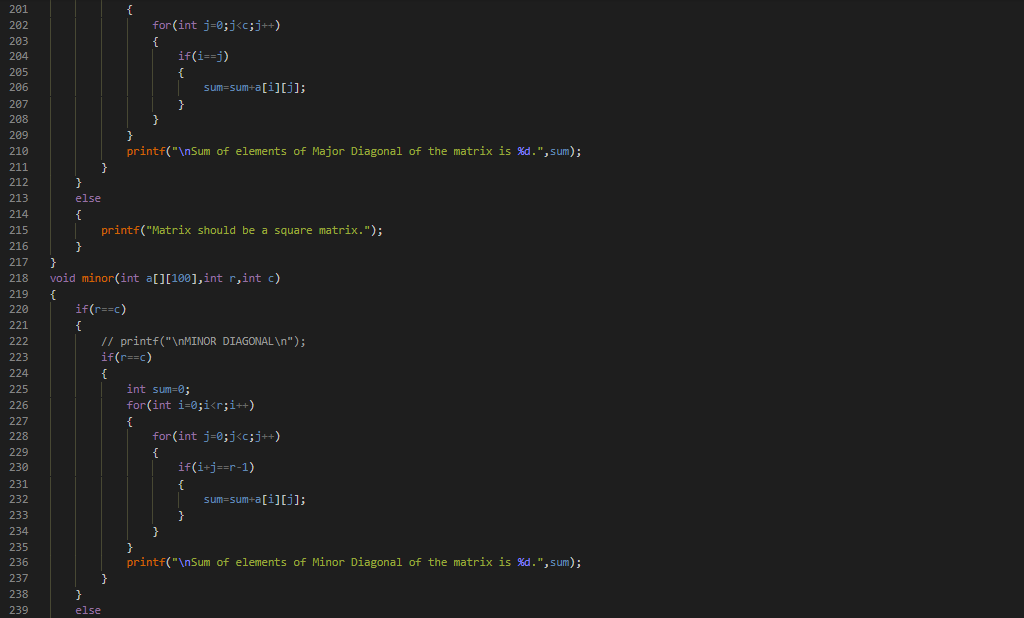 201 {
202 for(int j=0;j<c;j++)
203 {
204 if(i==j)
205 {
206 sum=sum+a[i][j];
207 }
208 }
209 }
210 printf("\nSum of elements of Major Diagonal of the matrix is %d.",sum);
211 }
212 }
213 else
214 {
215 printf("Matrix should be a square matrix.");
216 }
217 }
218 void minor(int a[][100],int r,int c)
219 {
220 if(r==c)
221 {
222 // printf("\nMINOR DIAGONAL\n");
223 if(r==c)
224 {
225 int sum=0;
226 for(int i=0;i<r;i++)
227 {
228 for(int j=0;j<c;j++)
229 {
230 if(i+j==r-1)
231 {
232 sum=sum+a[i][j];
233 }
234 }
235 }
236 printf("\nSum of elements of Minor Diagonal of the matrix is %d.",sum);
237 }
238 }
239 else